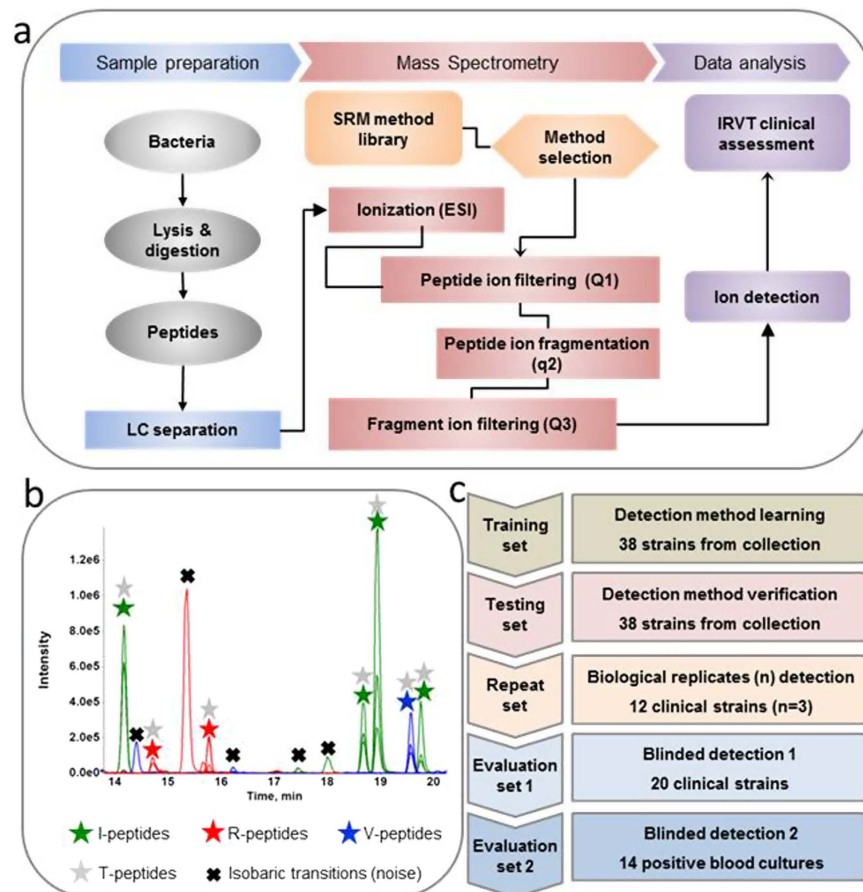 a
Sample preparation
Mass Spectrometry
Data analysis
Bacteria
Lysis &
digestion
Peptides
LC separation
SRM method
library
Method
selection
Ionization (ESI)
Peptide ion filtering (Q1)
Peptide ion fragmentation
(q2)
Fragment ion filtering (Q3)
IRVT clinical
assessment
Ion detection
b
Intensity
1.2e6
1.0e6
8.0e5
6.0e5
4.0e5
2.0e5
0.0e0
14 15 16 17 18 19 20
Time, min
I-peptides
R-peptides
V-peptides
T-peptides
Isobaric transitions (noise)
c
Training
set
Detection method learning
38 strains from collection
Testing
set
Detection method verification
38 strains from collection
Repeat
set
Biological replicates (n) detection
12 clinical strains (n=3)
Evaluation
set 1
Blinded detection 1
20 clinical strains
Evaluation
set 2
Blinded detection 2
14 positive blood cultures